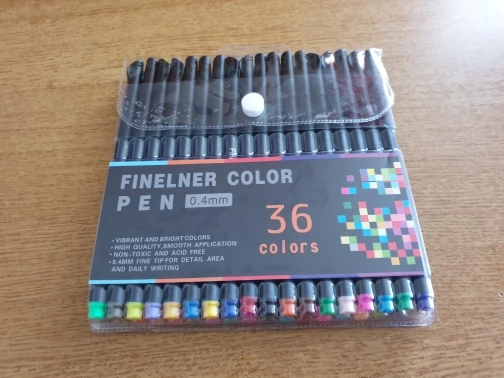 FINELNER COLOR
PEN 0.4mm
36
colors
• VIBRANT AND BRIGHT COLORS
• HIGH QUALITY, SMOOTH APPLICATION
• NON-TOXIC AND ACID FREE
• 0.4MM FINE TIP FOR DETAIL AREA
AND DAILY WRITING